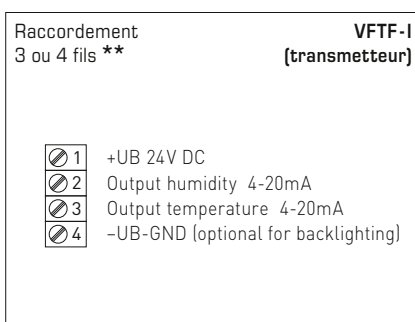 Raccordement VFTF-I
3 ou 4 fils ** (transmetteur)
1 +UB 24V DC
2 Output humidity 4-20mA
3 Output temperature 4-20mA
4 –UB-GND (optional for backlighting)